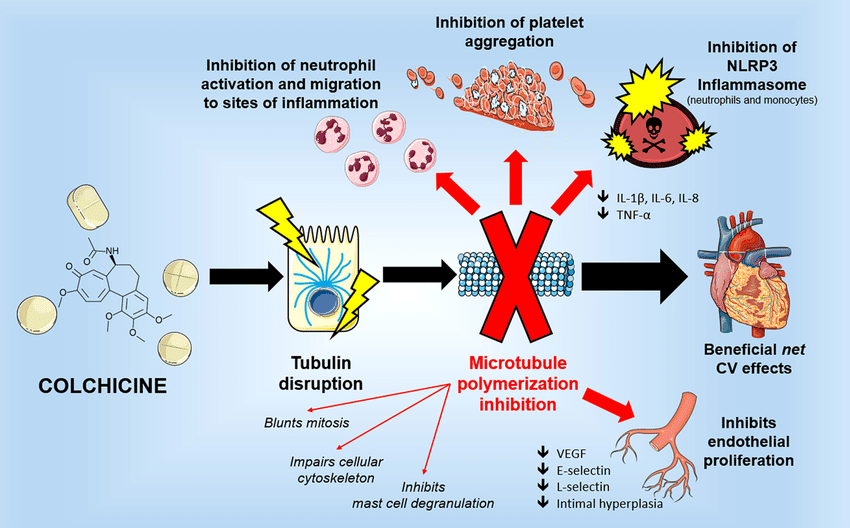 Inhibition of platelet
aggregation
Inhibition of neutrophil
activation and migration
to sites of inflammation
Inhibition of
NLRP3
Inflammasome
(neutrophils and monocytes)
🡻 IL-1β, IL-6, IL-8
🡻 TNF-α
NH
O
O
O
O
O
O
COLCHICINE
Tubulin
disruption
Microtubule
polymerization
inhibition
Beneficial net
CV effects
Blunts mitosis
Impairs cellular
cytoskeleton
Inhibits
mast cell degranulation
Inhibits
endothelial
proliferation
🡻 VEGF
🡻 E-selectin
🡻 L-selectin
🡻 Intimal hyperplasia